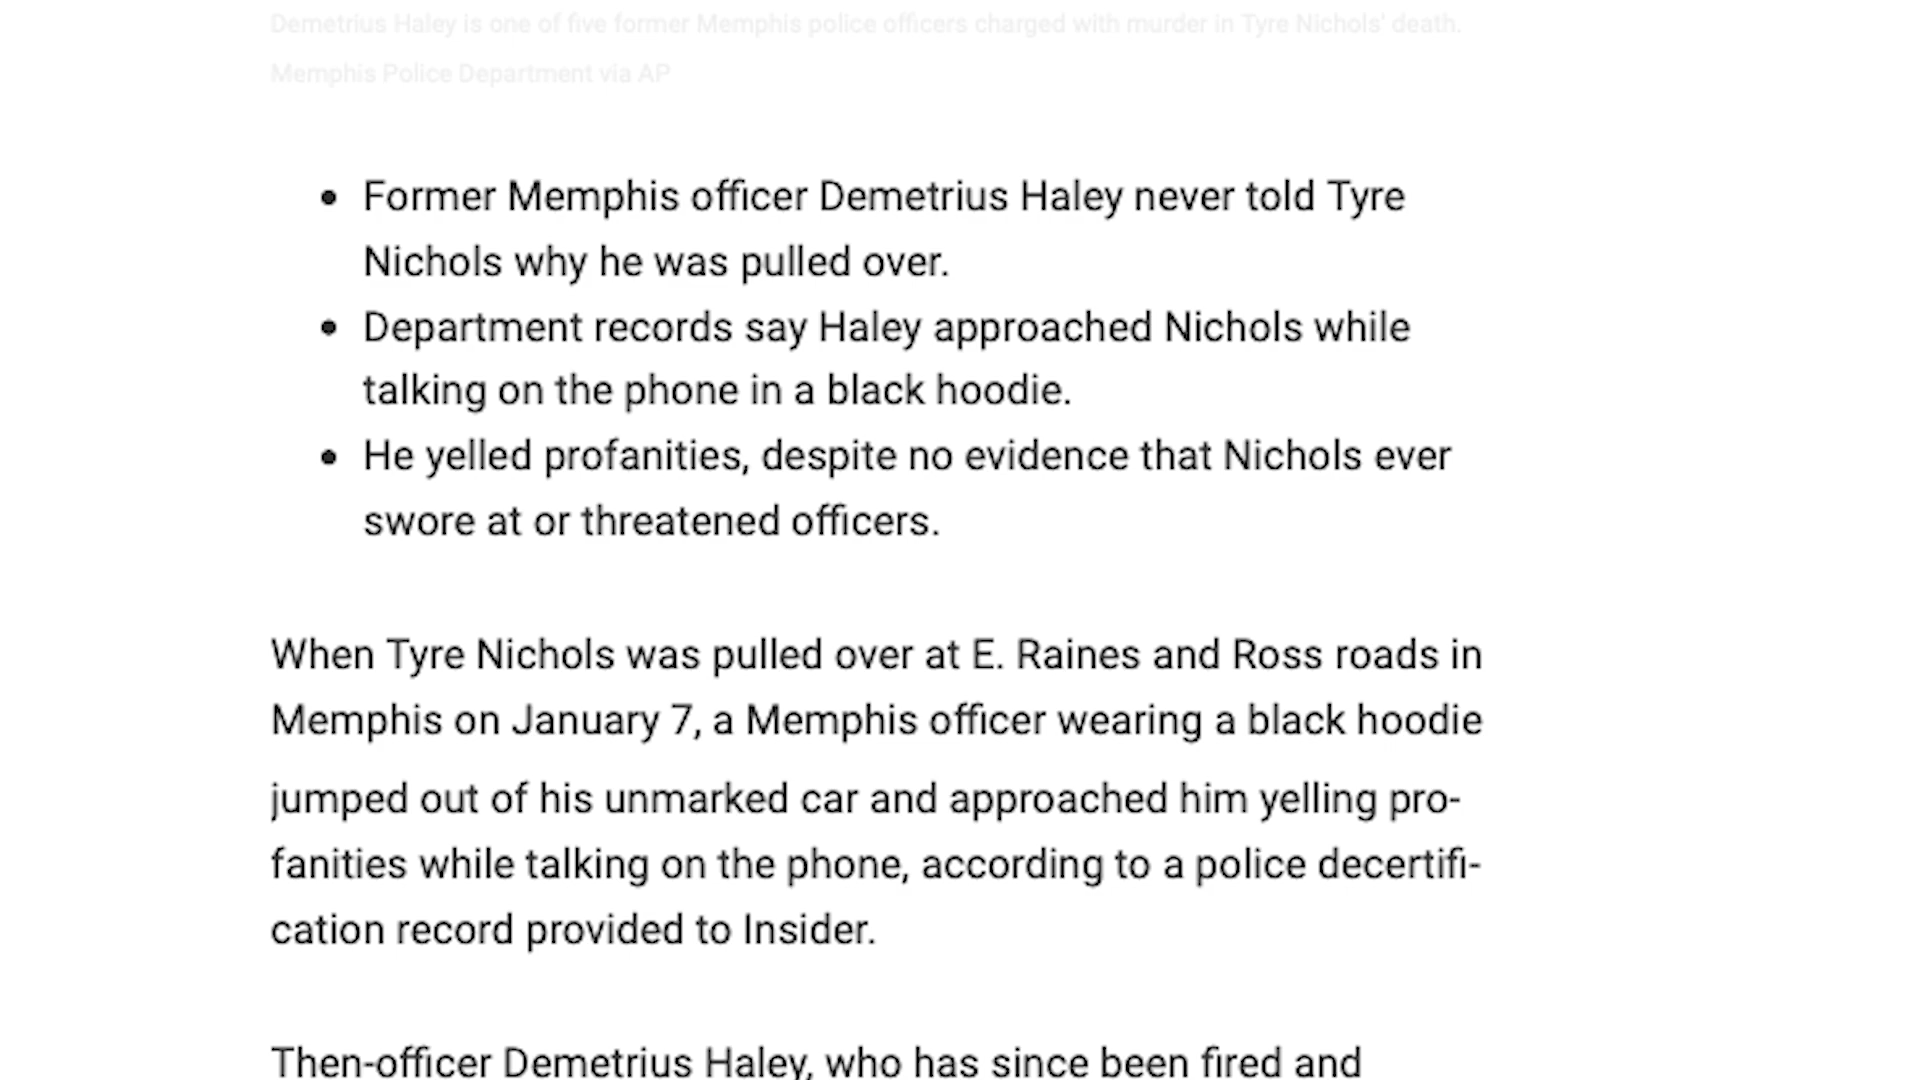 Demetrius Haley is one of five former Memphis police officers charged with murder in Tyre Nichols' death.
Memphis Police Department via AP
• Former Memphis officer Demetrius Haley never told Tyre
Nichols why he was pulled over.
• Department records say Haley approached Nichols while
talking on the phone in a black hoodie.
• He yelled profanities, despite no evidence that Nichols ever
swore at or threatened officers.
When Tyre Nichols was pulled over at E. Raines and Ross roads in
Memphis on January 7, a Memphis officer wearing a black hoodie
jumped out of his unmarked car and approached him yelling pro-
fanities while talking on the phone, according to a police decertifi-
cation record provided to Insider.
Then-officer Demetrius Haley, who has since been fired and